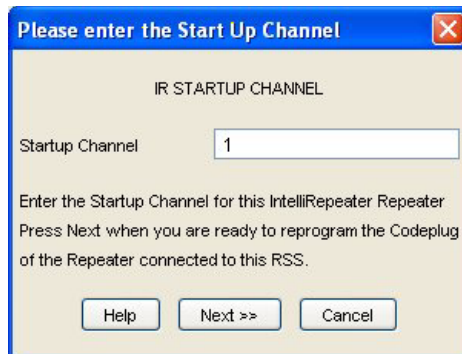 Please enter the Start Up Channel
IR STARTUP CHANNEL
Startup Channel 1
Enter the Startup Channel for this IntelliRepeater Repeater
Press Next when you are ready to reprogram the Codeplug
of the Repeater connected to this RSS.
Help Next >> Cancel